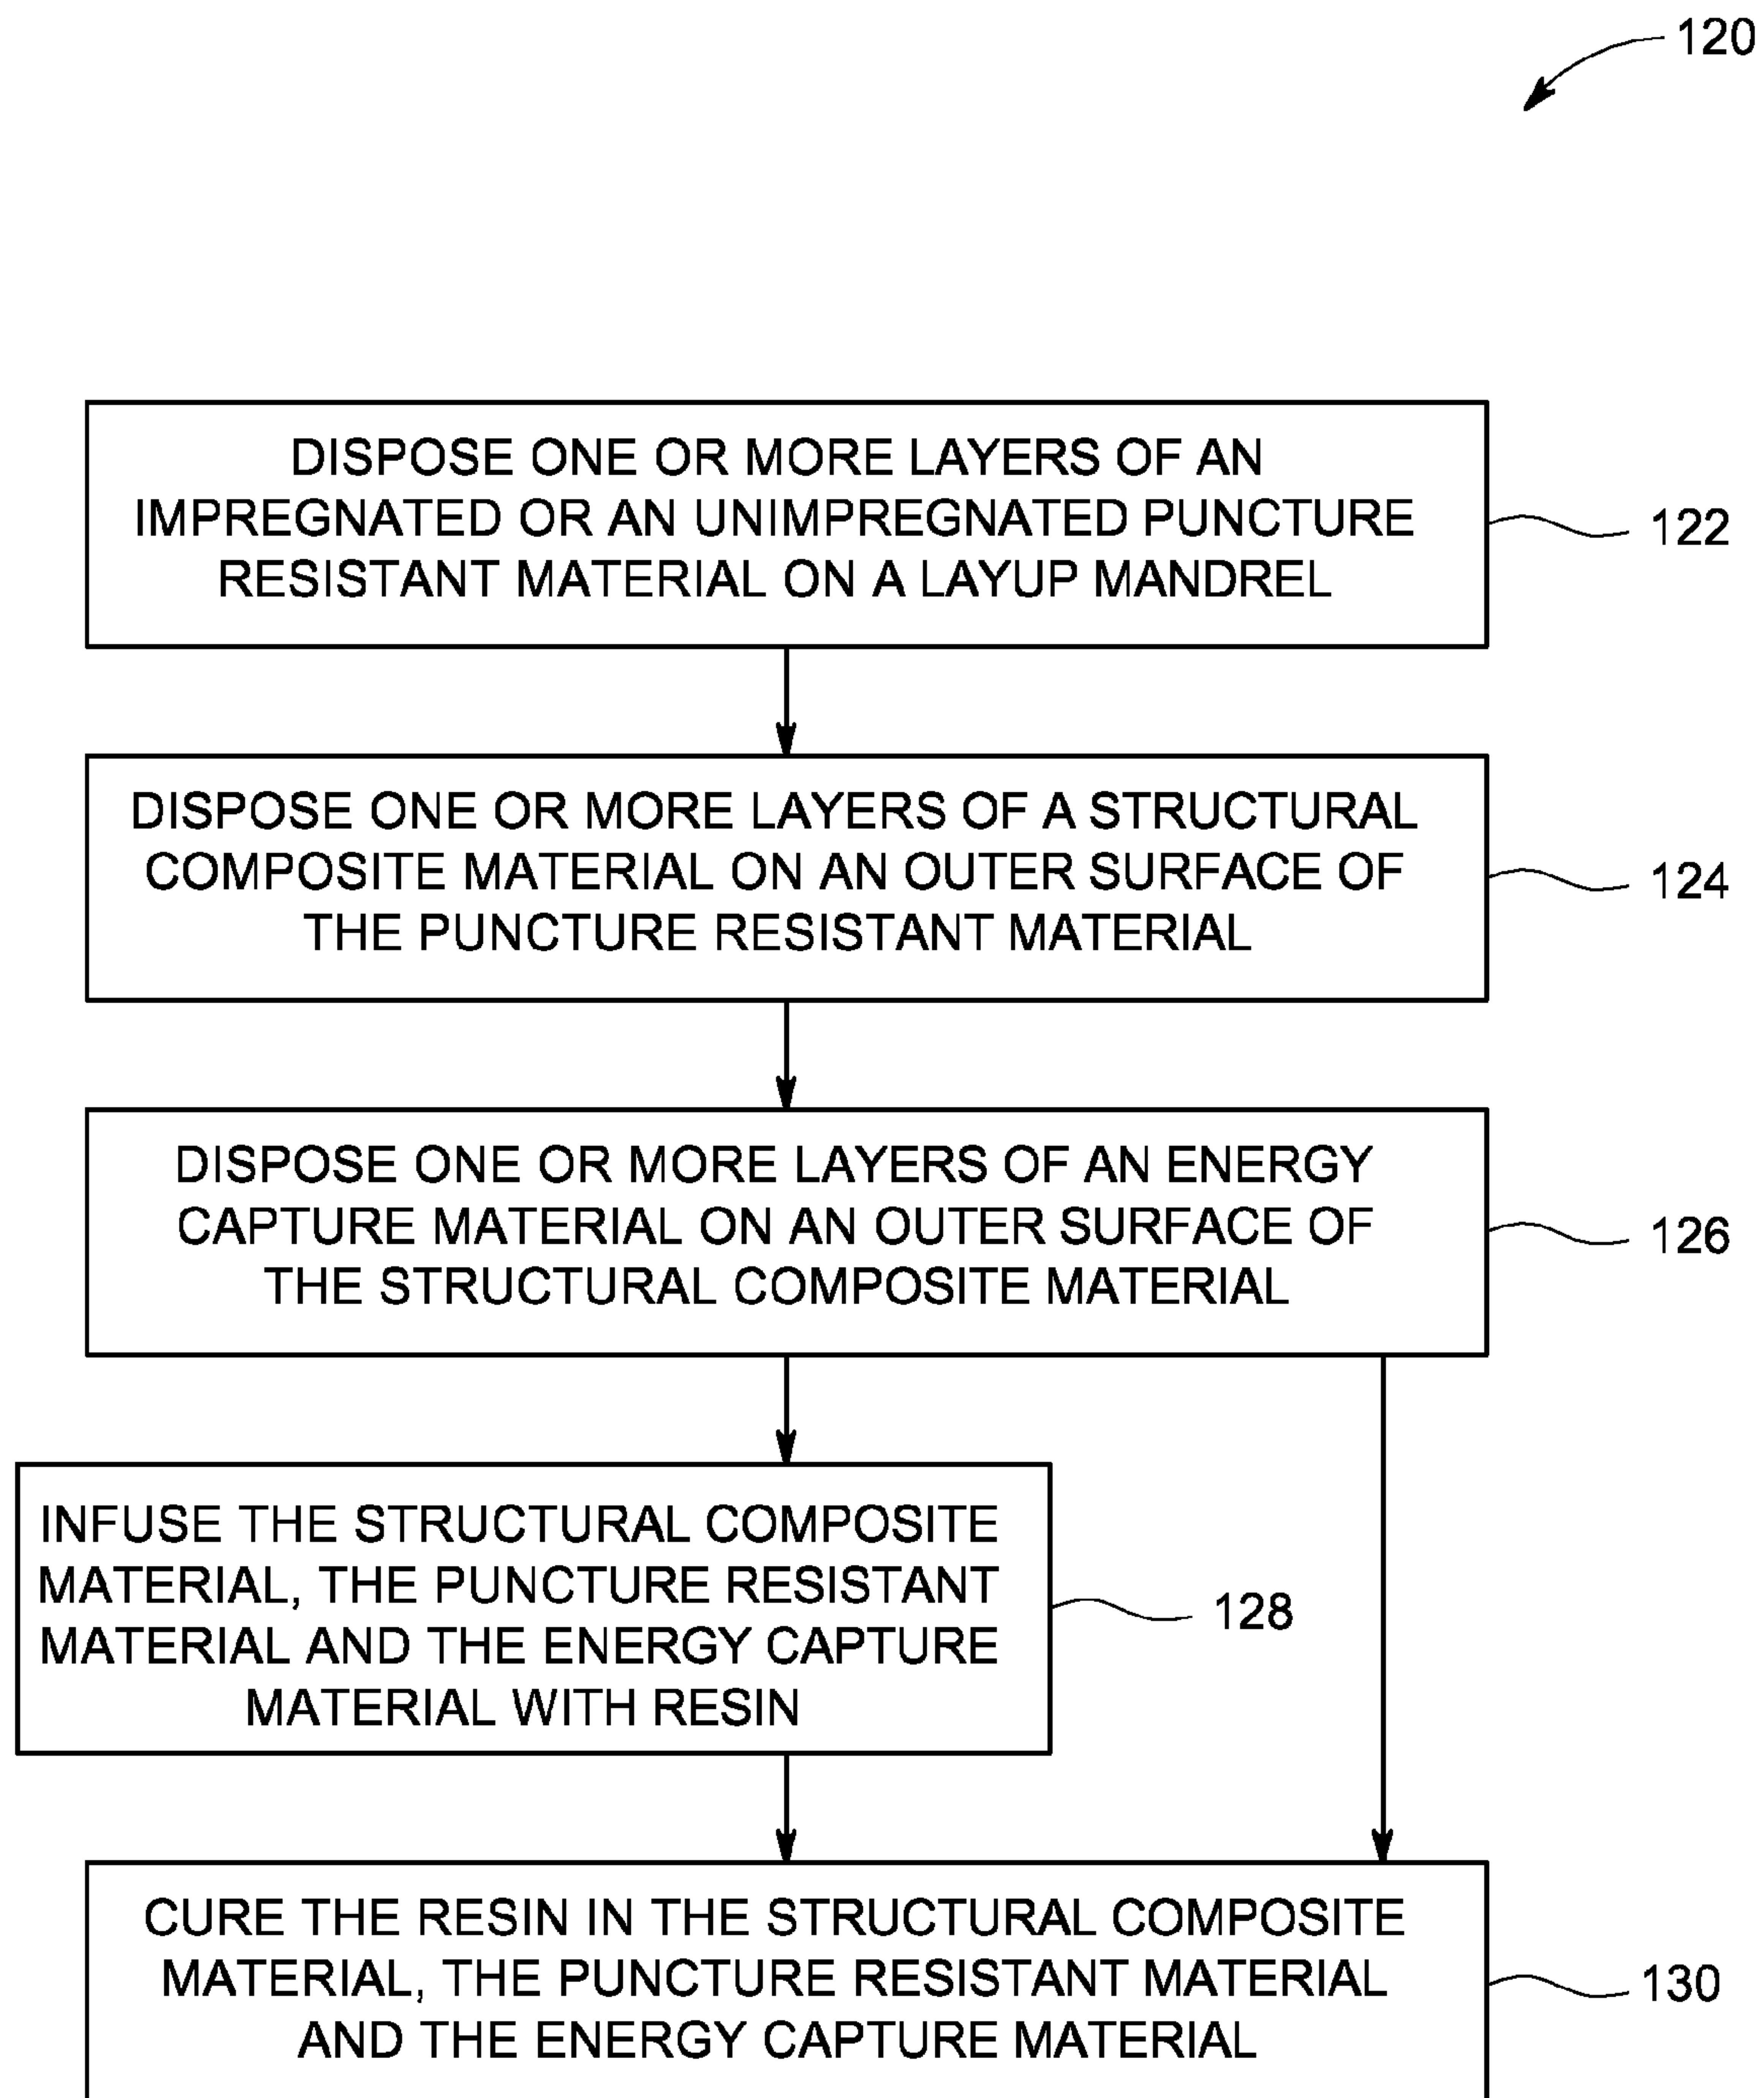 120
DISPOSE ONE OR MORE LAYERS OF AN
IMPREGNATED OR AN UNIMPREGNATED PUNCTURE
RESISTANT MATERIAL ON A LAYUP MANDREL
122
DISPOSE ONE OR MORE LAYERS OF A STRUCTURAL
COMPOSITE MATERIAL ON AN OUTER SURFACE OF
THE PUNCTURE RESISTANT MATERIAL
124
DISPOSE ONE OR MORE LAYERS OF AN ENERGY
CAPTURE MATERIAL ON AN OUTER SURFACE OF
THE STRUCTURAL COMPOSITE MATERIAL
126
INFUSE THE STRUCTURAL COMPOSITE
MATERIAL, THE PUNCTURE RESISTANT
MATERIAL AND THE ENERGY CAPTURE
MATERIAL WITH RESIN
128
CURE THE RESIN IN THE STRUCTURAL COMPOSITE
MATERIAL, THE PUNCTURE RESISTANT MATERIAL
AND THE ENERGY CAPTURE MATERIAL
130